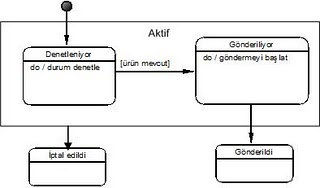 Aktif
Denetleniyor
do / durum denetle
[ürün mevcut]
Gönderiliyor
do / göndermeyi başlat
İptal edildi
Gönderildi